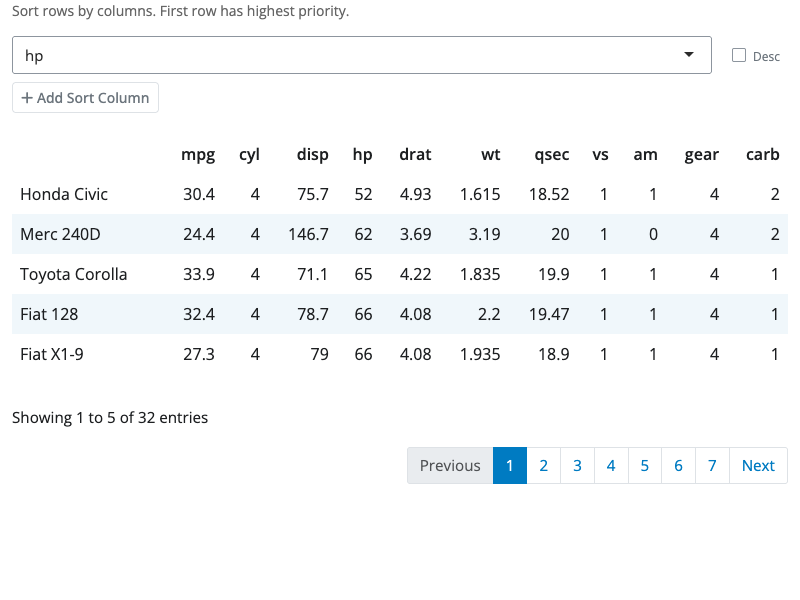 Sort rows by columns. First row has highest priority.
hp
Desc
+ Add Sort Column
mpg cyl disp hp drat wt qsec vs am gear carb
Honda Civic 30.4 4 75.7 52 4.93 1.615 18.52 1 1 4 2
Merc 240D 24.4 4 146.7 62 3.69 3.19 20 1 0 4 2
Toyota Corolla 33.9 4 71.1 65 4.22 1.835 19.9 1 1 4 1
Fiat 128 32.4 4 78.7 66 4.08 2.2 19.47 1 1 4 1
Fiat X1-9 27.3 4 79 66 4.08 1.935 18.9 1 1 4 1
Showing 1 to 5 of 32 entries
Previous 1 2 3 4 5 6 7 Next